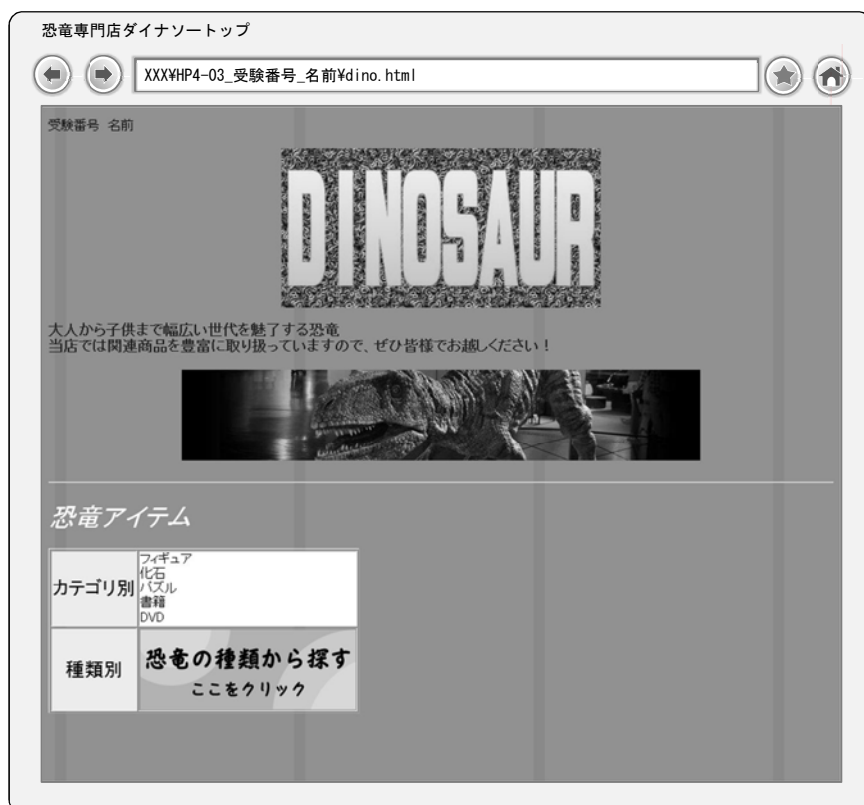 恐竜専門店ダイナソートップ
XXX¥HP4-03_受験番号_名前¥dino.html
受験番号 名前
DINOSAUR
大人から子供まで幅広い世代を魅了する恐竜
当店では関連商品を豊富に取り扱っていますので、ぜひ皆様でお越しください！
恐竜アイテム
カテゴリ別
フィギュア
化石
パズル
書籍
DVD
種類別
恐竜の種類から探す
ここをクリック